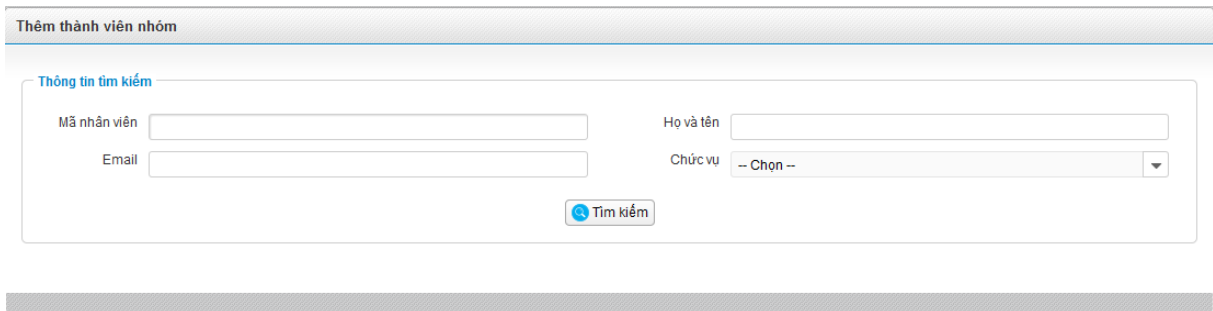 Thêm thành viên nhóm
Thông tin tìm kiếm
Mã nhân viên
Họ và tên
Email
Chức vụ
-- Chọn --
Tìm kiếm